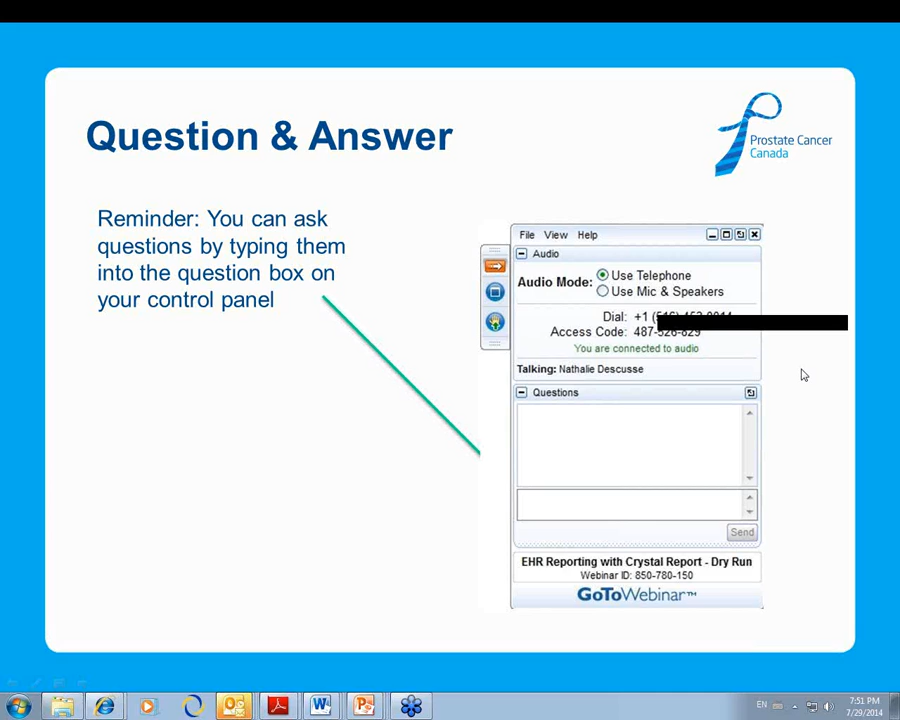 Question & Answer
Prostate Cancer
Canada
Reminder: You can ask
questions by typing them
into the question box on
your control panel
File View Help
Audio
Audio Mode: Use Telephone
Use Mic & Speakers
Dial: +1
Access Code:
You are connected to audio
Talking: Nathalie Descusse
Questions
Send
EHR Reporting with Crystal Report - Dry Run
Webinar ID: 850-780-150
GoToWebinar™
EN
7:51 PM
7/29/2014